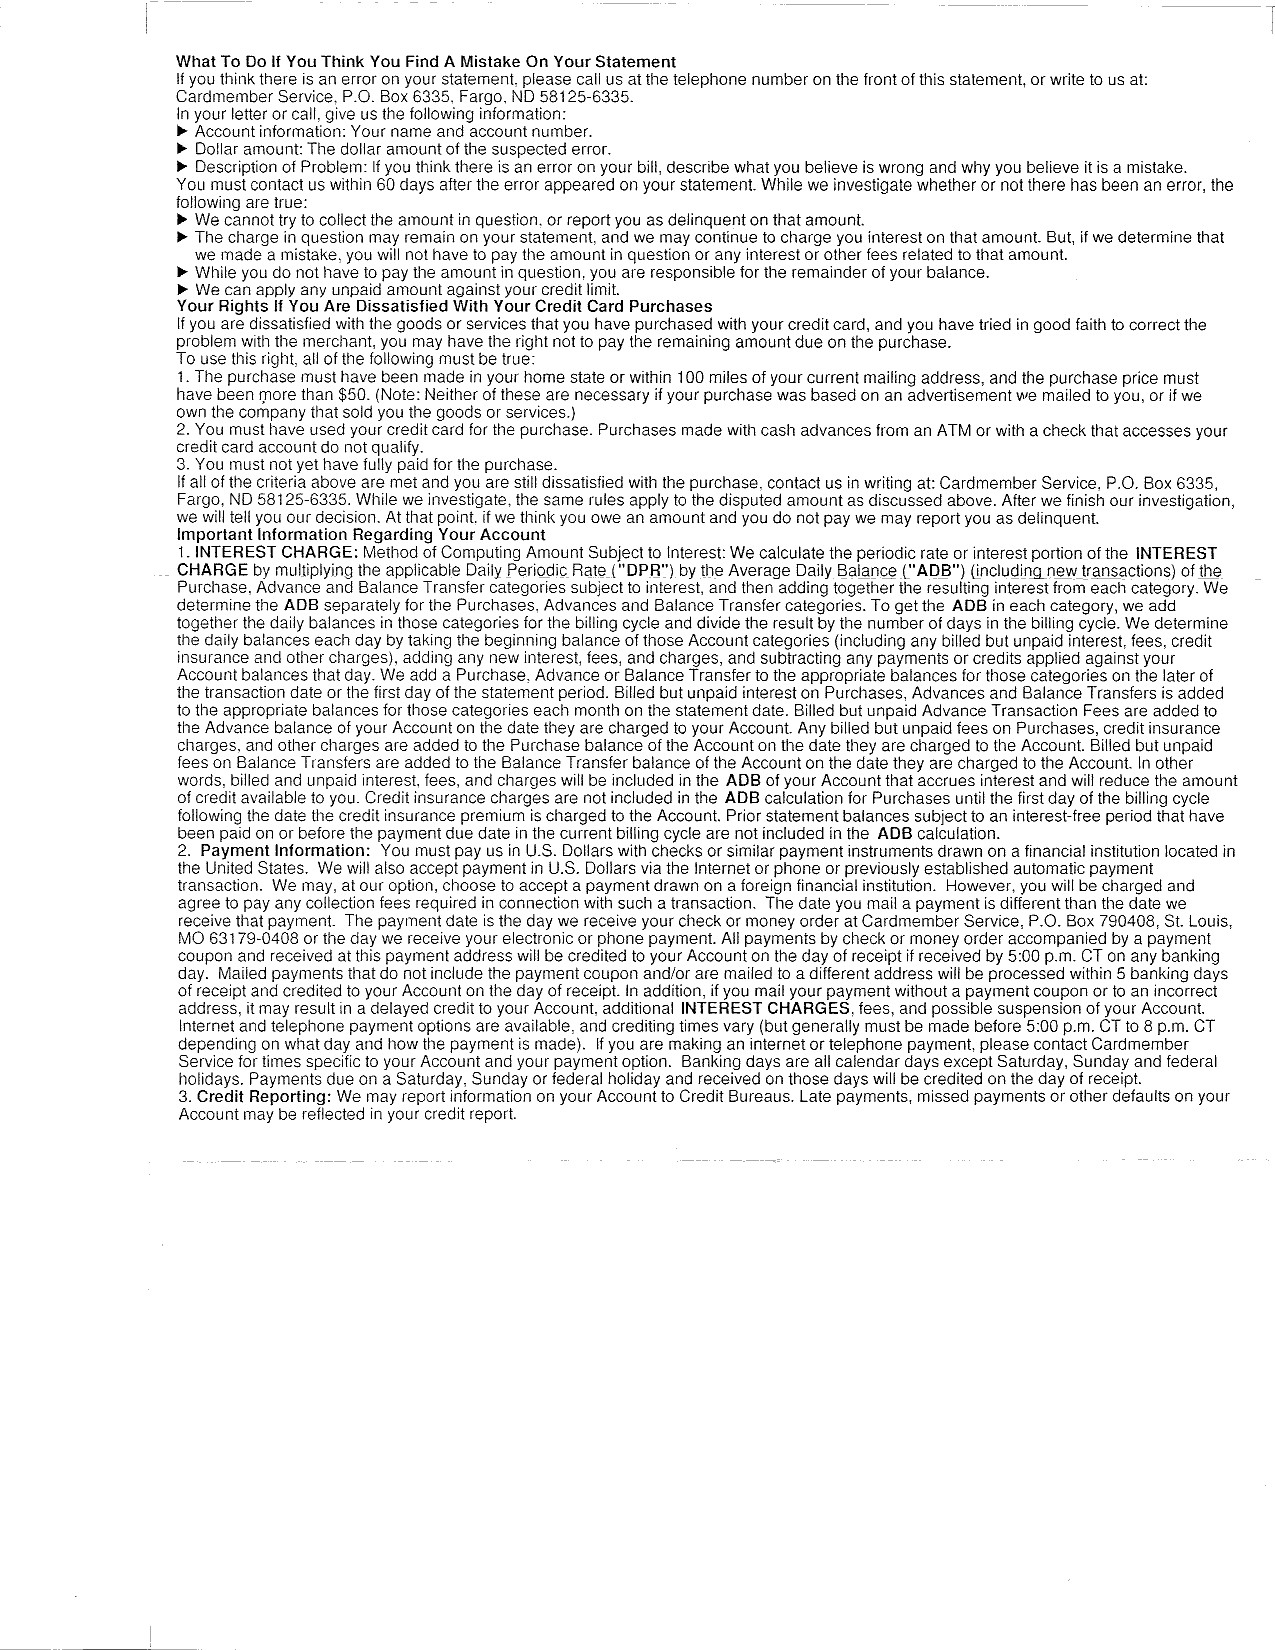 What To Do If You Think You Find A Mistake On Your Statement
If you think there is an error on your statement, please call us at the telephone number on the front of this statement, or write to us at:
Cardmember Service, P.O. Box 6335, Fargo, ND 58125-6335.
In your letter or call, give us the following information:
► Account information: Your name and account number.
► Dollar amount: The dollar amount of the suspected error.
► Description of Problem: If you think there is an error on your bill, describe what you believe is wrong and why you believe it is a mistake.
You must contact us within 60 days after the error appeared on your statement. While we investigate whether or not there has been an error, the
following are true:
► We cannot try to collect the amount in question, or report you as delinquent on that amount.
► The charge in question may remain on your statement, and we may continue to charge you interest on that amount. But, if we determine that
we made a mistake, you will not have to pay the amount in question or any interest or other fees related to that amount.
► While you do not have to pay the amount in question, you are responsible for the remainder of your balance.
► We can apply any unpaid amount against your credit limit.
Your Rights If You Are Dissatisfied With Your Credit Card Purchases
If you are dissatisfied with the goods or services that you have purchased with your credit card, and you have tried in good faith to correct the
problem with the merchant, you may have the right not to pay the remaining amount due on the purchase.
To use this right, all of the following must be true:
1. The purchase must have been made in your home state or within 100 miles of your current mailing address, and the purchase price must
have been more than $50. (Note: Neither of these are necessary if your purchase was based on an advertisement we mailed to you, or if we
own the company that sold you the goods or services.)
2. You must have used your credit card for the purchase. Purchases made with cash advances from an ATM or with a check that accesses your
credit card account do not qualify.
3. You must not yet have fully paid for the purchase.
If all of the criteria above are met and you are still dissatisfied with the purchase, contact us in writing at: Cardmember Service, P.O. Box 6335,
Fargo, ND 58125-6335. While we investigate, the same rules apply to the disputed amount as discussed above. After we finish our investigation,
we will tell you our decision. At that point, if we think you owe an amount and you do not pay we may report you as delinquent.
Important Information Regarding Your Account
1. INTEREST CHARGE: Method of Computing Amount Subject to Interest: We calculate the periodic rate or interest portion of the INTEREST
CHARGE by multiplying the applicable Daily Periodic Rate ("DPR") by the Average Daily Balance ("ADB") (including new transactions) of the
Purchase, Advance and Balance Transfer categories subject to interest, and then adding together the resulting interest from each category. We
determine the ADB separately for the Purchases, Advances and Balance Transfer categories. To get the ADB in each category, we add
together the daily balances in those categories for the billing cycle and divide the result by the number of days in the billing cycle. We determine
the daily balances each day by taking the beginning balance of those Account categories (including any billed but unpaid interest, fees, credit
insurance and other charges), adding any new interest, fees, and charges, and subtracting any payments or credits applied against your
Account balances that day. We add a Purchase, Advance or Balance Transfer to the appropriate balances for those categories on the later of
the transaction date or the first day of the statement period. Billed but unpaid interest on Purchases, Advances and Balance Transfers is added
to the appropriate balances for those categories each month on the statement date. Billed but unpaid Advance Transaction Fees are added to
the Advance balance of your Account on the date they are charged to your Account. Any billed but unpaid fees on Purchases, credit insurance
charges, and other charges are added to the Purchase balance of the Account on the date they are charged to the Account. Billed but unpaid
fees on Balance Transfers are added to the Balance Transfer balance of the Account on the date they are charged to the Account. In other
words, billed and unpaid interest, fees, and charges will be included in the ADB of your Account that accrues interest and will reduce the amount
of credit available to you. Credit insurance charges are not included in the ADB calculation for Purchases until the first day of the billing cycle
following the date the credit insurance premium is charged to the Account. Prior statement balances subject to an interest-free period that have
been paid on or before the payment due date in the current billing cycle are not included in the ADB calculation.
2. Payment Information: You must pay us in U.S. Dollars with checks or similar payment instruments drawn on a financial institution located in
the United States. We will also accept payment in U.S. Dollars via the Internet or phone or previously established automatic payment
transaction. We may, at our option, choose to accept a payment drawn on a foreign financial institution. However, you will be charged and
agree to pay any collection fees required in connection with such a transaction. The date you mail a payment is different than the date we
receive that payment. The payment date is the day we receive your check or money order at Cardmember Service, P.O. Box 790408, St. Louis,
MO 63179-0408 or the day we receive your electronic or phone payment. All payments by check or money order accompanied by a payment
coupon and received at this payment address will be credited to your Account on the day of receipt if received by 5:00 p.m. CT on any banking
day. Mailed payments that do not include the payment coupon and/or are mailed to a different address will be processed within 5 banking days
of receipt and credited to your Account on the day of receipt. In addition, if you mail your payment without a payment coupon or to an incorrect
address, it may result in a delayed credit to your Account, additional INTEREST CHARGES, fees, and possible suspension of your Account.
Internet and telephone payment options are available, and crediting times vary (but generally must be made before 5:00 p.m. CT to 8 p.m. CT
depending on what day and how the payment is made). If you are making an internet or telephone payment, please contact Cardmember
Service for times specific to your Account and your payment option. Banking days are all calendar days except Saturday, Sunday and federal
holidays. Payments due on a Saturday, Sunday or federal holiday and received on those days will be credited on the day of receipt.
3. Credit Reporting: We may report information on your Account to Credit Bureaus. Late payments, missed payments or other defaults on your
Account may be reflected in your credit report.